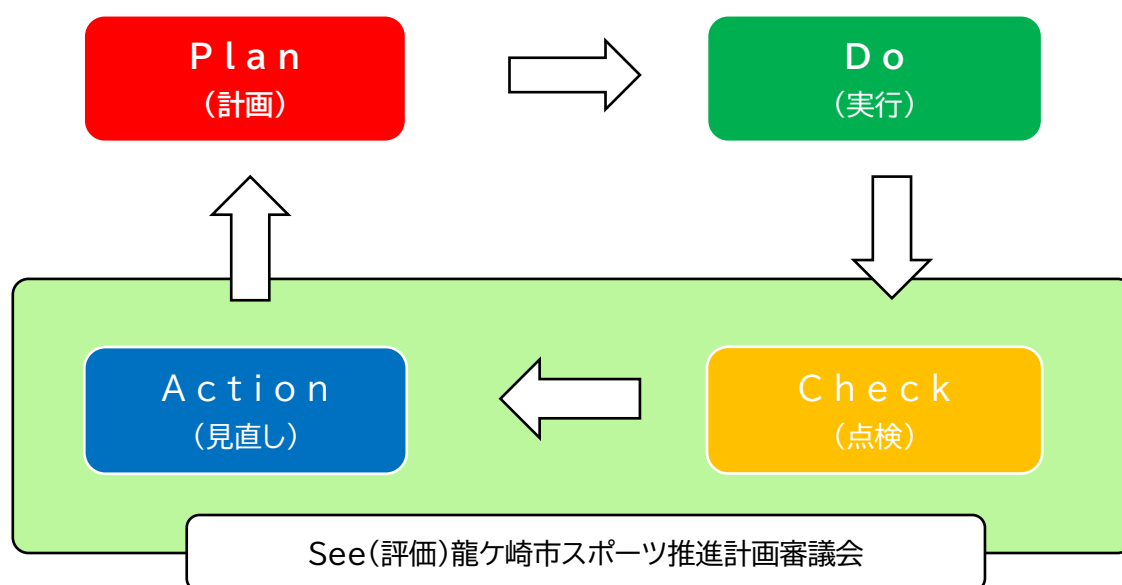 Plan
（計画）
Do
（実行）
Action
（見直し）
Check
（点検）
See（評価）龍ケ崎市スポーツ推進計画審議会